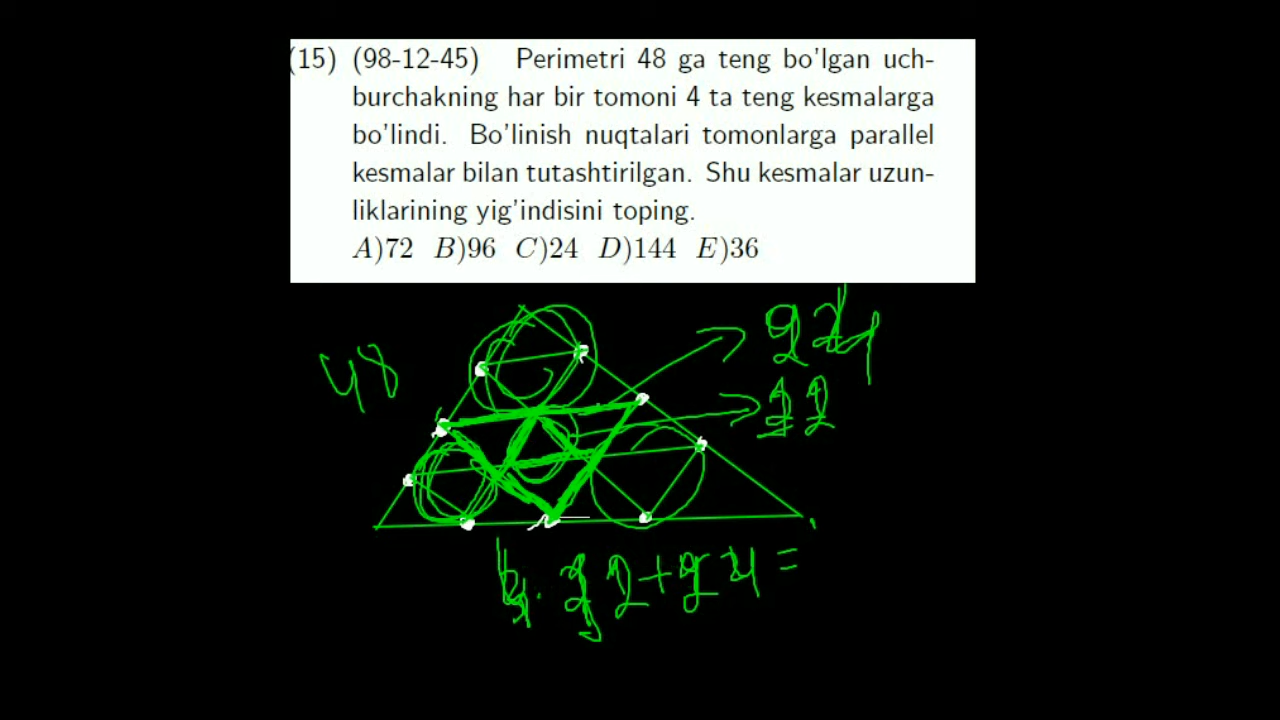 (15) (98-12-45) Perimetri 48 ga teng bo'lgan uch-
burchakning har bir tomoni 4 ta teng kesmalarga
bo'lindi. Bo'linish nuqtalari tomonlarga parallel
kesmalar bilan tutashtirilgan. Shu kesmalar uzun-
liklarining yig'indisini toping.
A)72 B)96 C)24 D)144 E)36
48